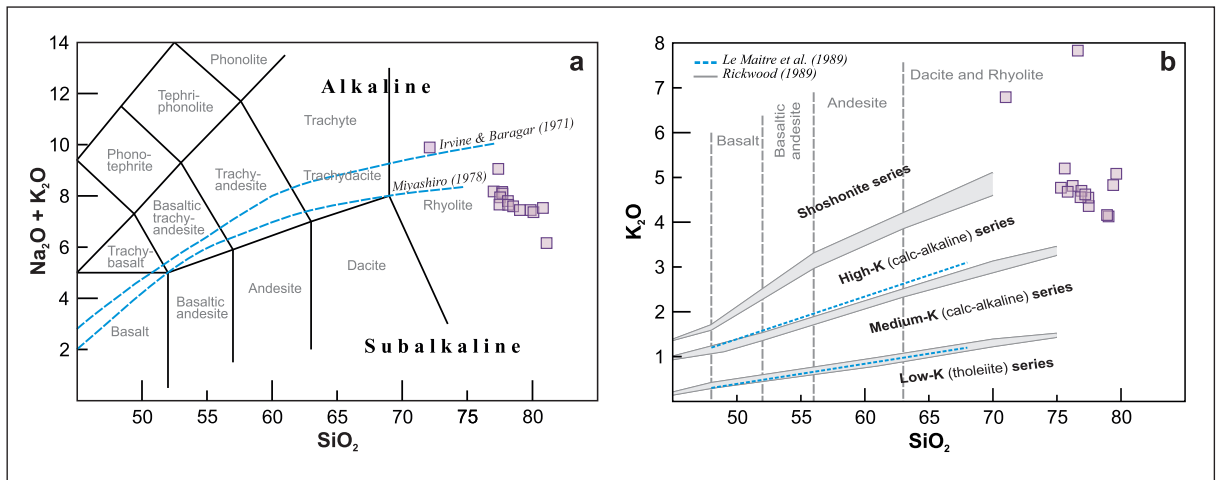 a
Na₂O + K₂O
14
12
10
8
6
4
2
Phonolite
Tephri-
phonolite
Alkaline
Trachyte
Irvine & Baragar (1971)
Phono-
tephrite
Trachy-
andesite
Trachydacite
Miyashiro (1978)
Rhyolite
Basaltic
trachy-
andesite
Trachy-
basalt
Dacite
Andesite
Basaltic
andesite
Basalt
Subalkaline
50
55
60
65
70
75
80
SiO₂
b
K₂O
8
7
6
5
4
3
2
1
Le Maitre et al. (1989)
Rickwood (1989)
Dacite and Rhyolite
Andesite
Basaltic
andesite
Basalt
Shoshonite series
High-K (calc-alkaline) series
Medium-K (calc-alkaline) series
Low-K (tholeiite) series
50
55
60
65
70
75
80
SiO₂